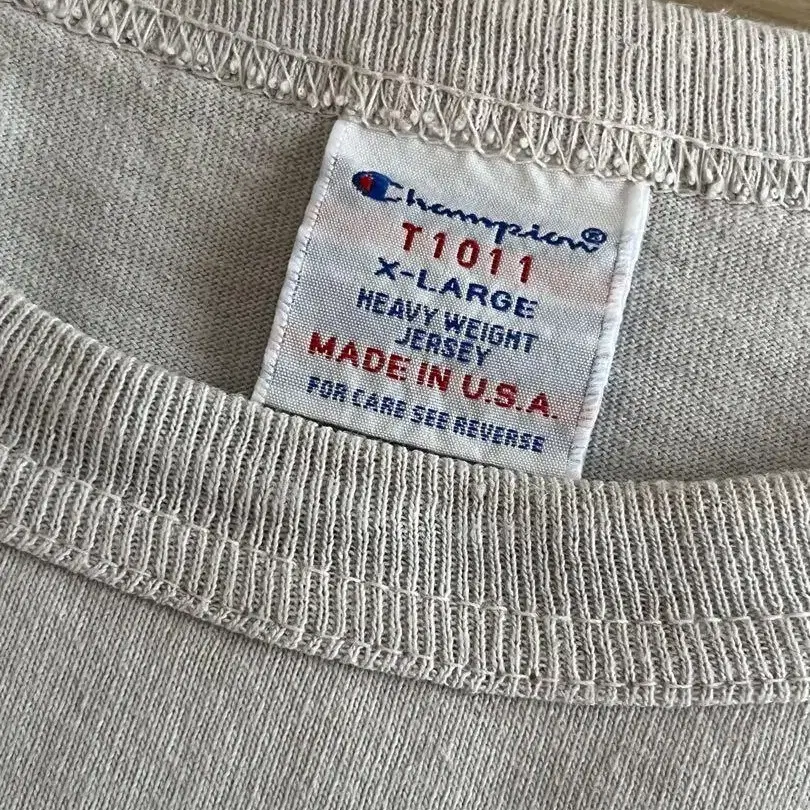 Champion®
T1011
X-LARGE
HEAVY WEIGHT
JERSEY
MADE IN U.S.A.
FOR CARE SEE REVERSE